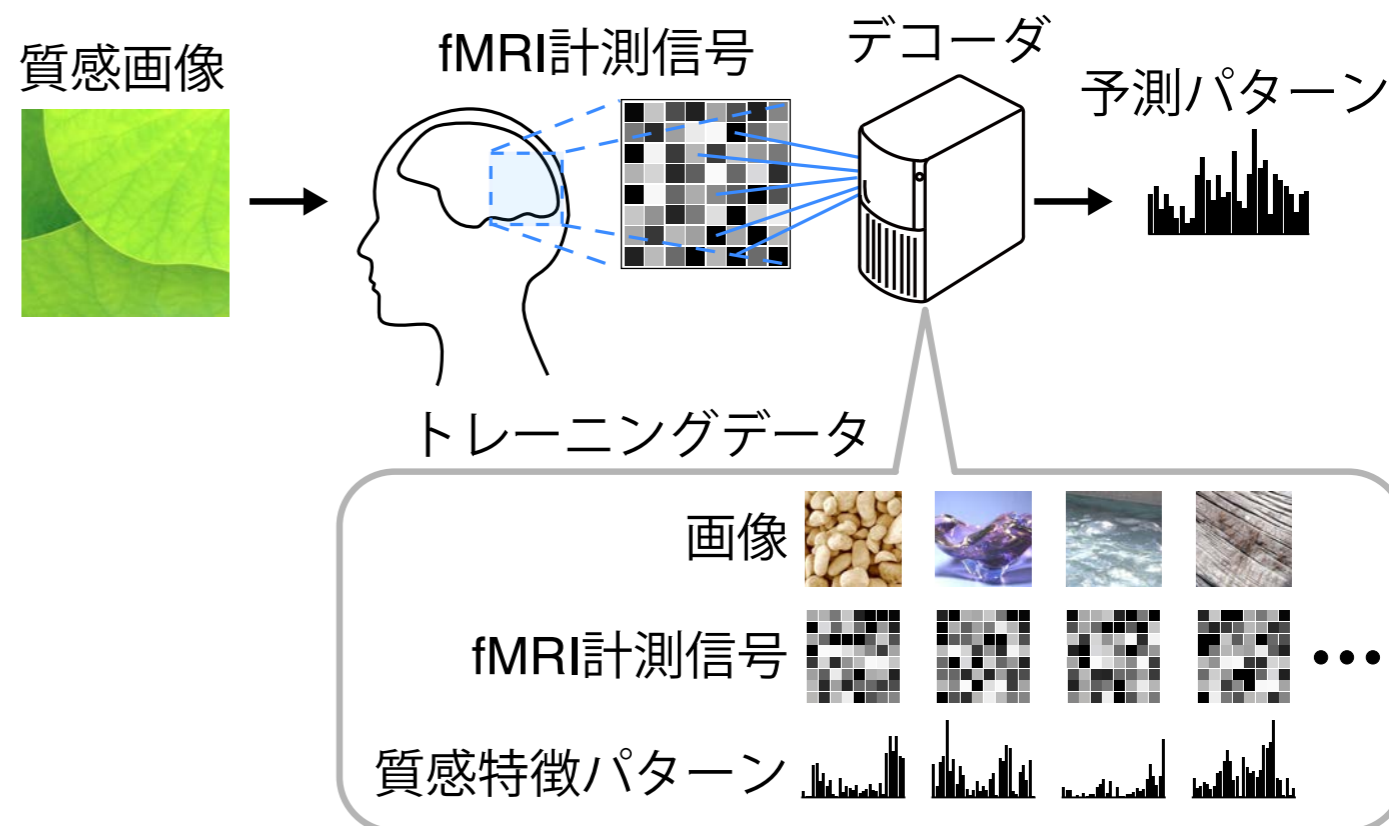 質感画像
fMRI計測信号
デコーダ
予測パターン
トレーニングデータ
画像
fMRI計測信号
質感特徴パターン